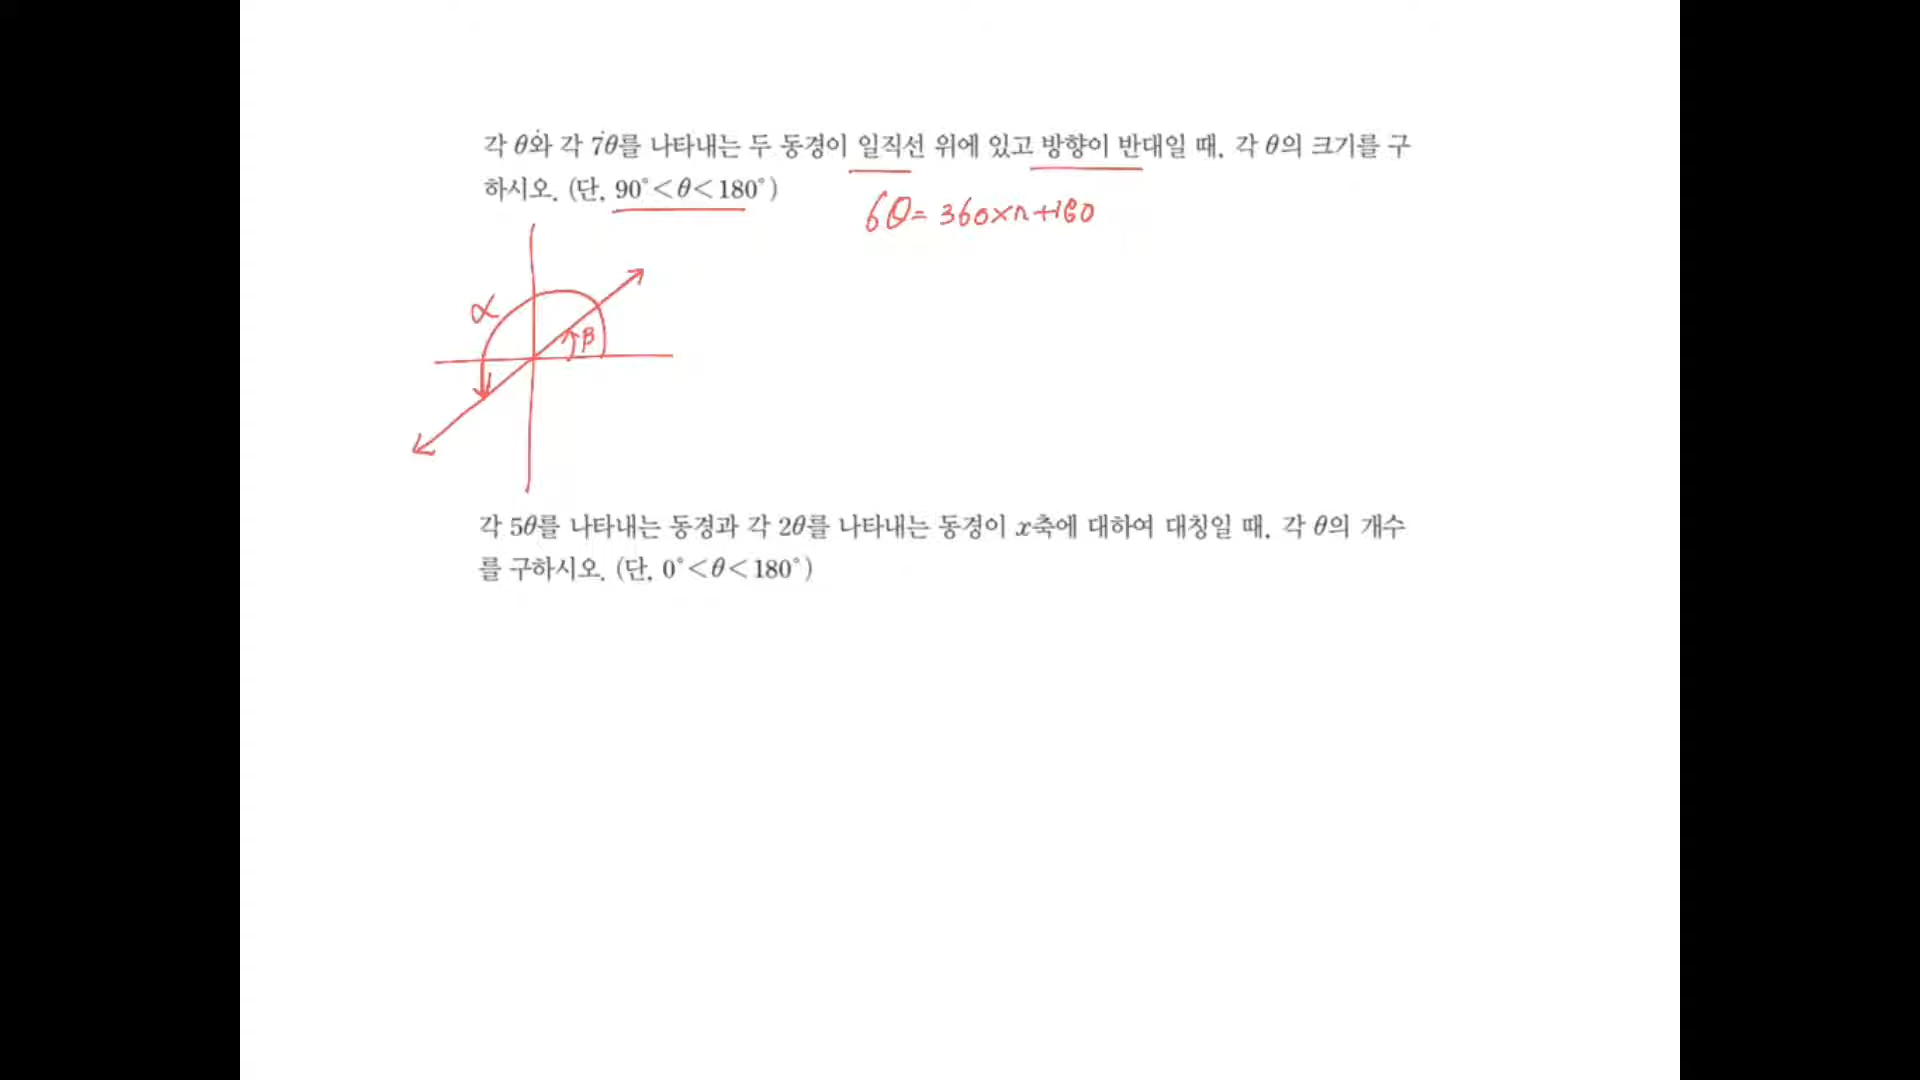 각 θ와 각 7θ를 나타내는 두 동경이 일직선 위에 있고 방향이 반대일 때, 각 θ의 크기를 구
하시오. (단, 90°<θ<180°)
6θ= 360×n+180
α
β
각 5θ를 나타내는 동경과 각 2θ를 나타내는 동경이 x축에 대하여 대칭일 때, 각 θ의 개수
를 구하시오. (단, 0°<θ<180°)